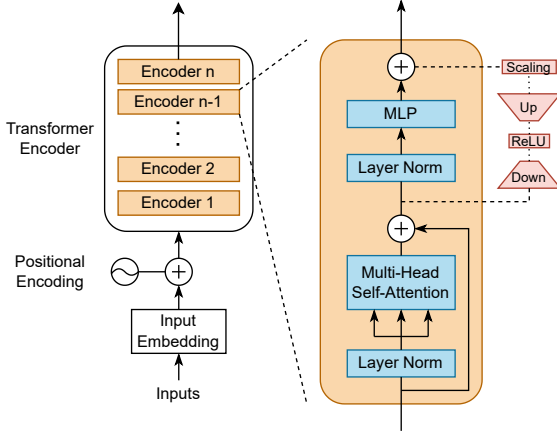 Encoder n
Encoder n-1
Transformer
Encoder
Encoder 2
Encoder 1
Positional
Encoding
Input
Embedding
Inputs
MLP
Layer Norm
Multi-Head
Self-Attention
Layer Norm
Scaling
Up
ReLU
Down